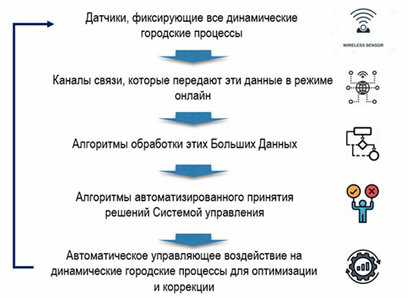 Датчики, фиксирующие все динамические
городские процессы
WIRELESS SENSOR
Каналы связи, которые передают эти данные в режиме
онлайн
Алгоритмы обработки этих Больших Данных
Алгоритмы автоматизированного принятия
решений Системой управления
Автоматическое управляющее воздействие на
динамические городские процессы для оптимизации
и коррекции